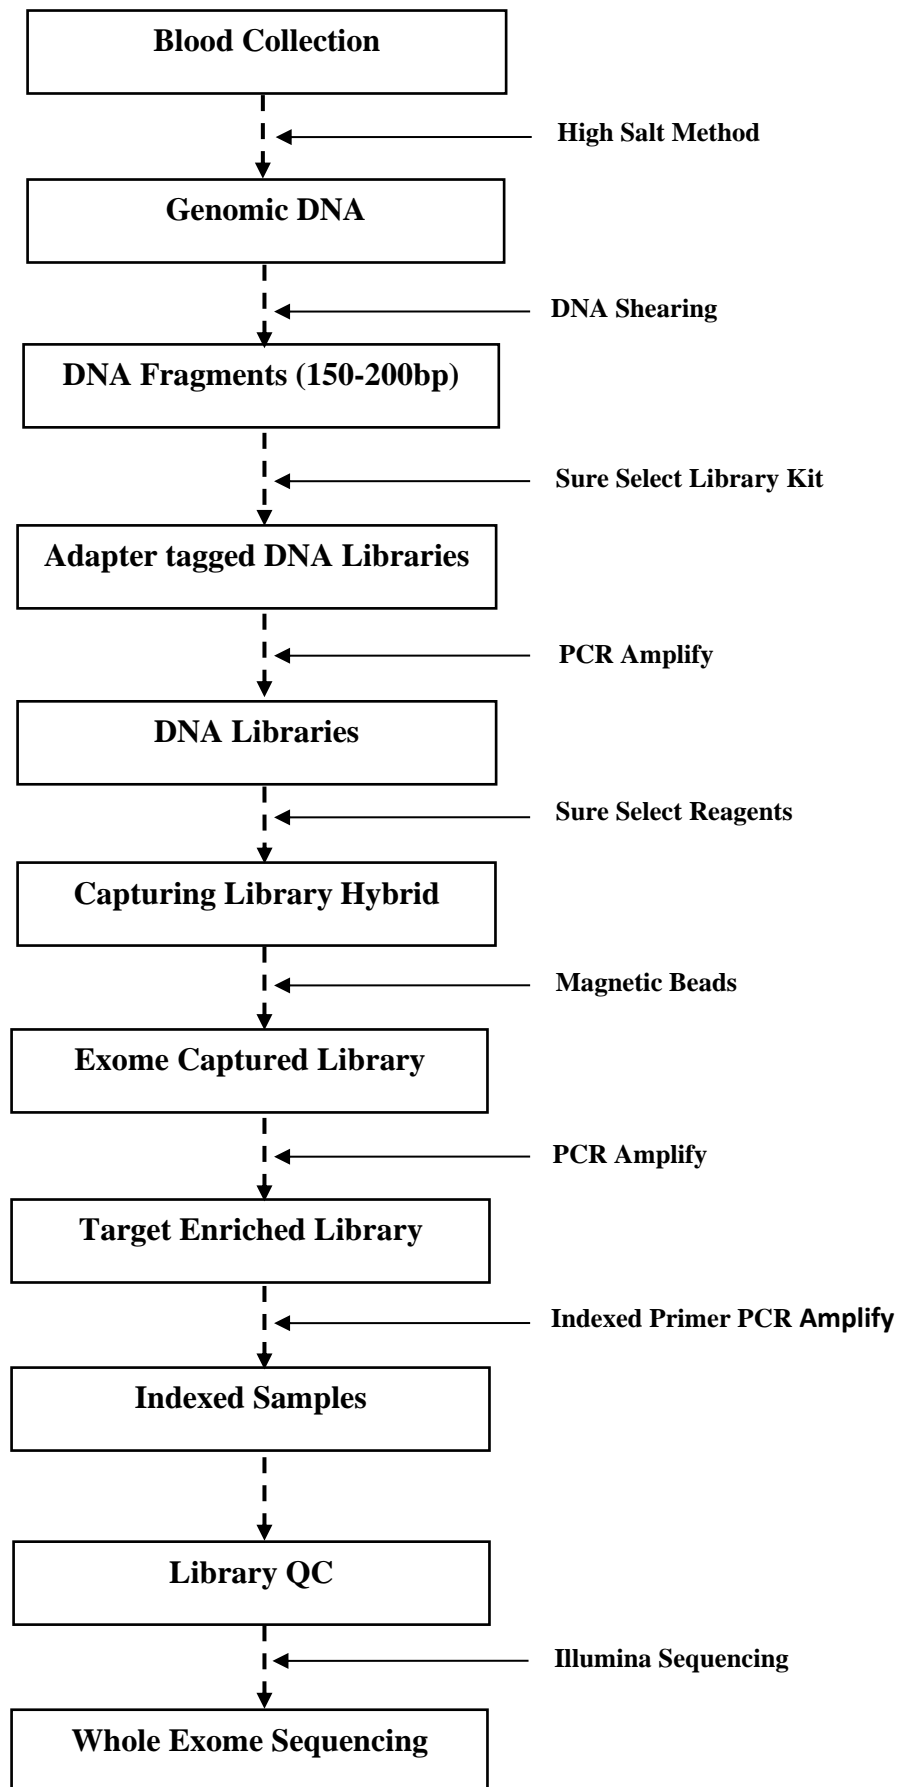 Blood Collection
High Salt Method
Genomic DNA
DNA Shearing
DNA Fragments (150-200bp)
Sure Select Library Kit
Adapter tagged DNA Libraries
PCR Amplify
DNA Libraries
Sure Select Reagents
Capturing Library Hybrid
Magnetic Beads
Exome Captured Library
PCR Amplify
Target Enriched Library
Indexed Primer PCR Amplify
Indexed Samples
Library QC
Illumina Sequencing
Whole Exome Sequencing